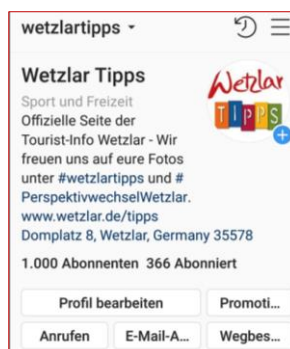 wetzlartipps
Wetzlar Tipps
Wetzlar
TIPPS
Sport und Freizeit
Offizielle Seite der
Tourist-Info Wetzlar - Wir
freuen uns auf eure Fotos
unter #wetzlartipps und #
PerspektivwechselWetzlar.
www.wetzlar.de/tipps
Domplatz 8, Wetzlar, Germany 35578
1.000 Abonnenten 366 Abonniert
Profil bearbeiten
Promoti...
Anrufen
E-Mail-A...
Wegbes...